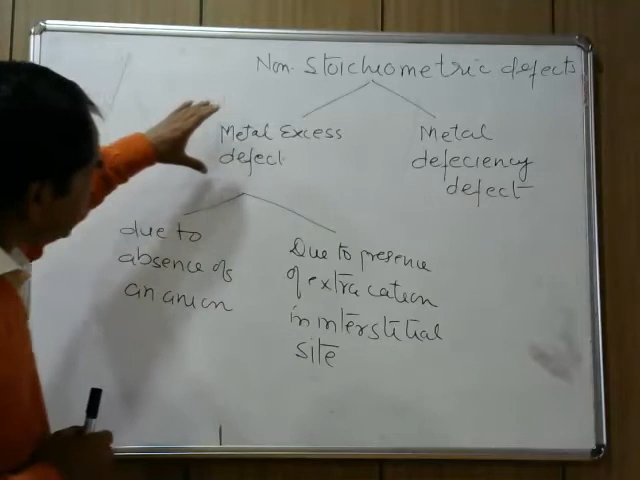 Non-Stoichiometric defects
Metal Excess
defect
Metal
defeciency
defect
due to
absence of
an anion
Due to presence
of extra cation
in interstitial
site